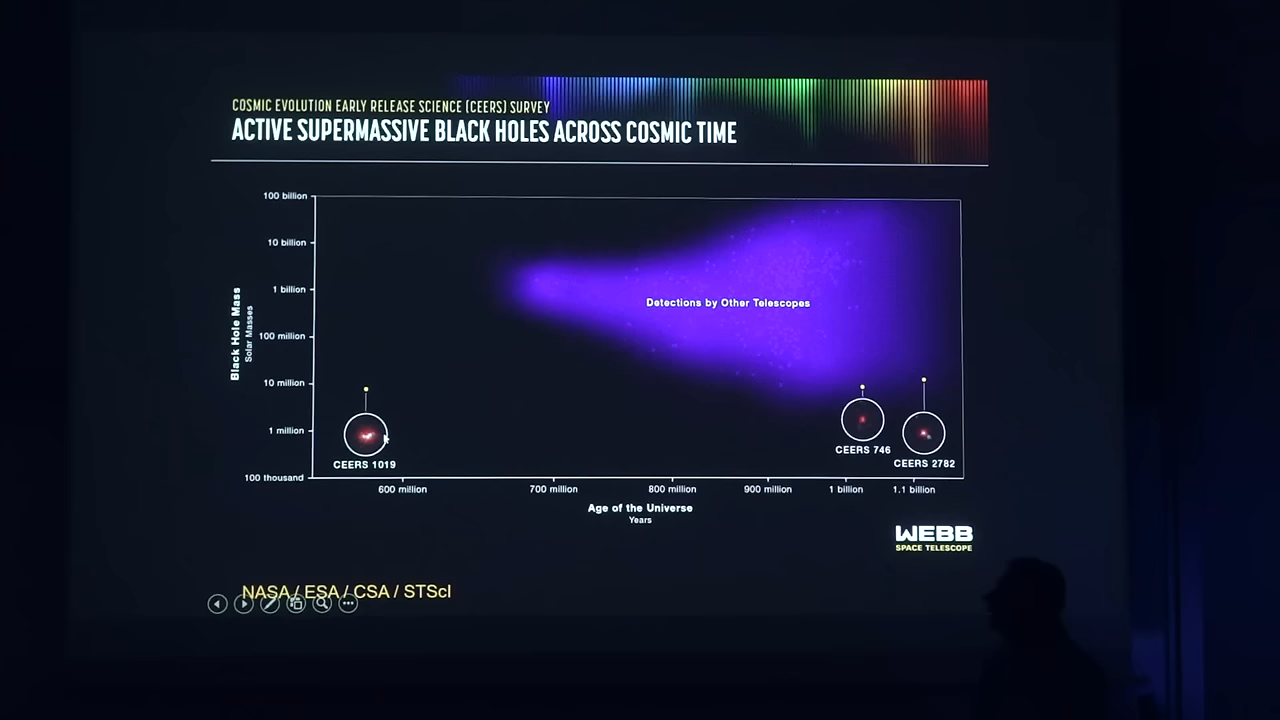 COSMIC EVOLUTION EARLY RELEASE SCIENCE (CEERS) SURVEY
ACTIVE SUPERMASSIVE BLACK HOLES ACROSS COSMIC TIME
100 billion
10 billion
1 billion
100 million
10 million
1 million
100 thousand
Black Hole Mass
Solar Masses
Detections by Other Telescopes
CEERS 1019
CEERS 746
CEERS 2782
600 million
700 million
800 million
900 million
1 billion
1.1 billion
Age of the Universe
Years
WEBB
SPACE TELESCOPE
NASA / ESA / CSA / STScI